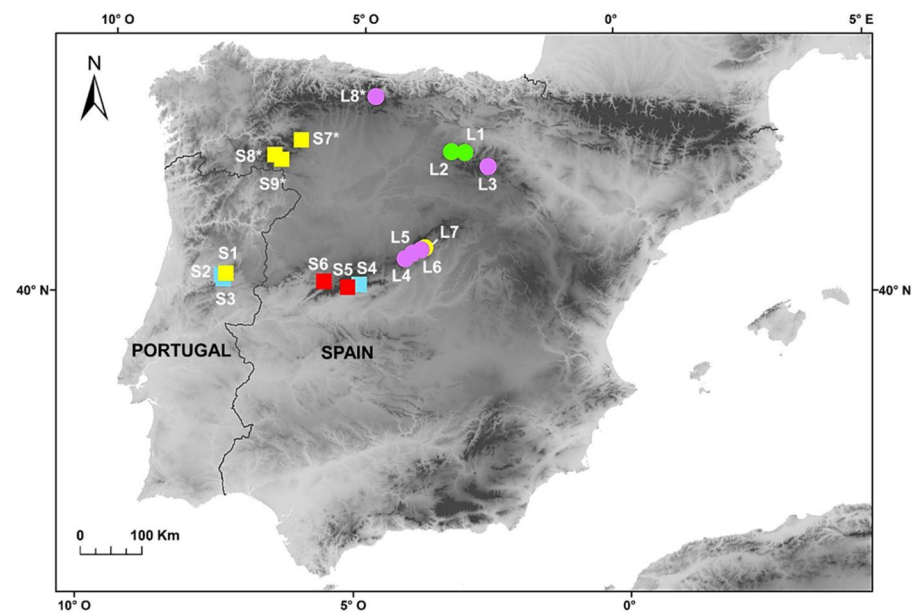 10° O 5° O 0° 5° E
N
L8*
S7*
L1
S8*
L2
S9*
L3
S1
L5
L7
S2
S6
S5
S4
L4
L6
S3
40° N
40° N
PORTUGAL
SPAIN
0 100 Km
10° O 5° O 0°